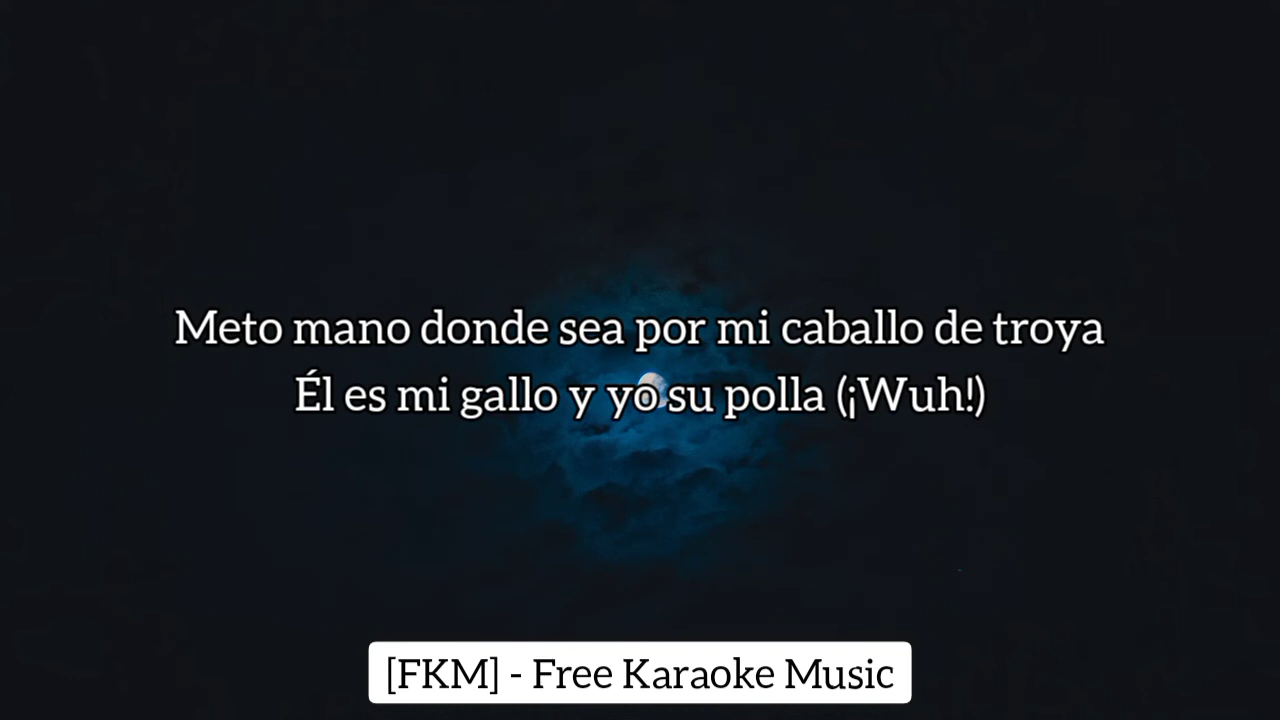 Meto mano donde sea por mi caballo de troya
Él es mi gallo y yo su polla (¡Wuh!)
[FKM] - Free Karaoke Music